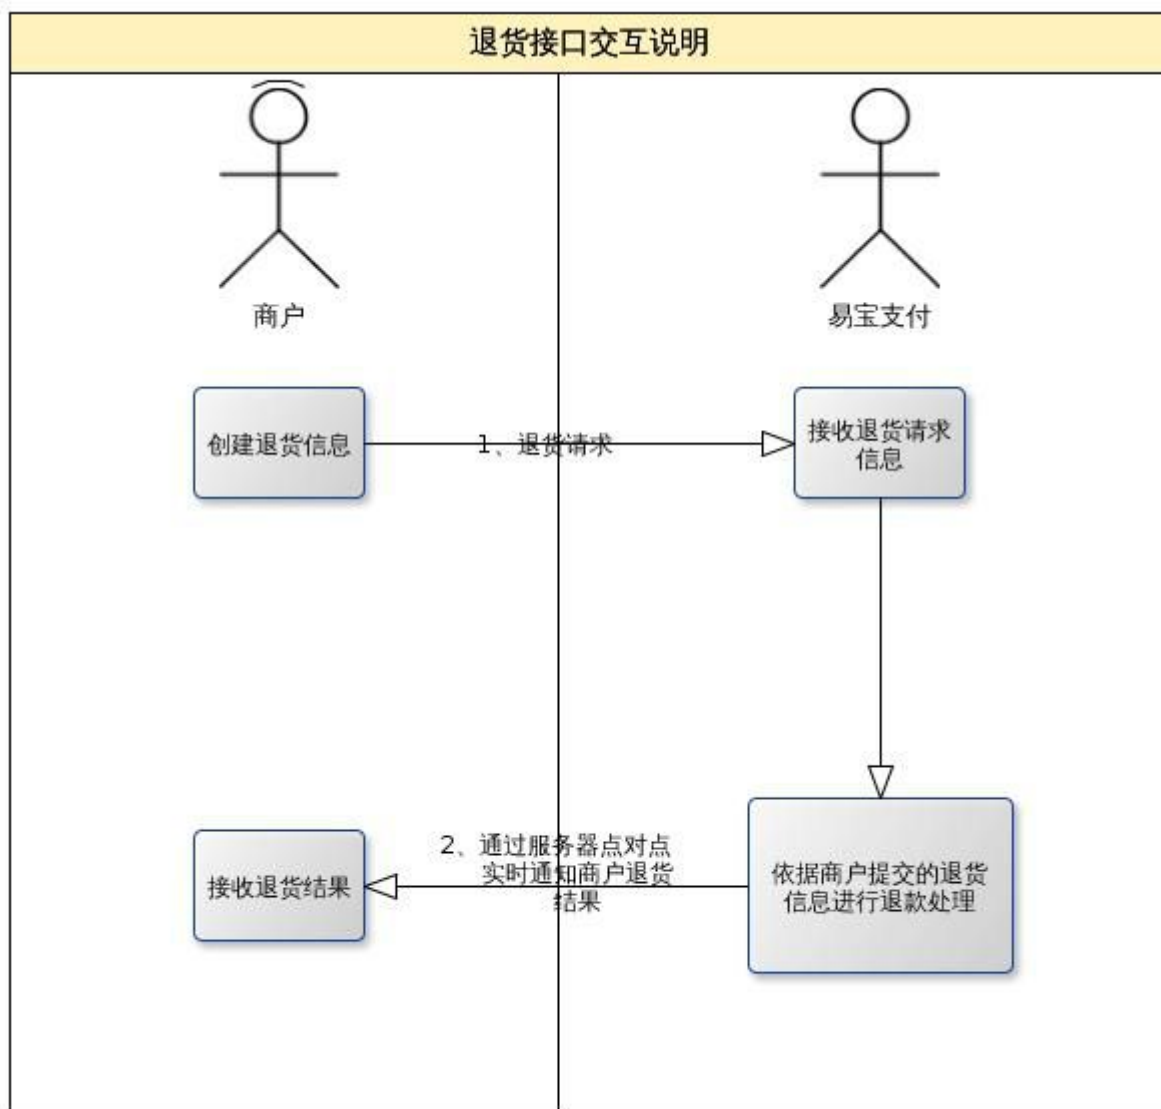 退货接口交互说明
商户
易宝支付
创建退货信息
1、退货请求
接收退货请求
信息
接收退货结果
2、通过服务器点对点
实时通知商户退货
结果
依据商户提交的退货
信息进行退款处理